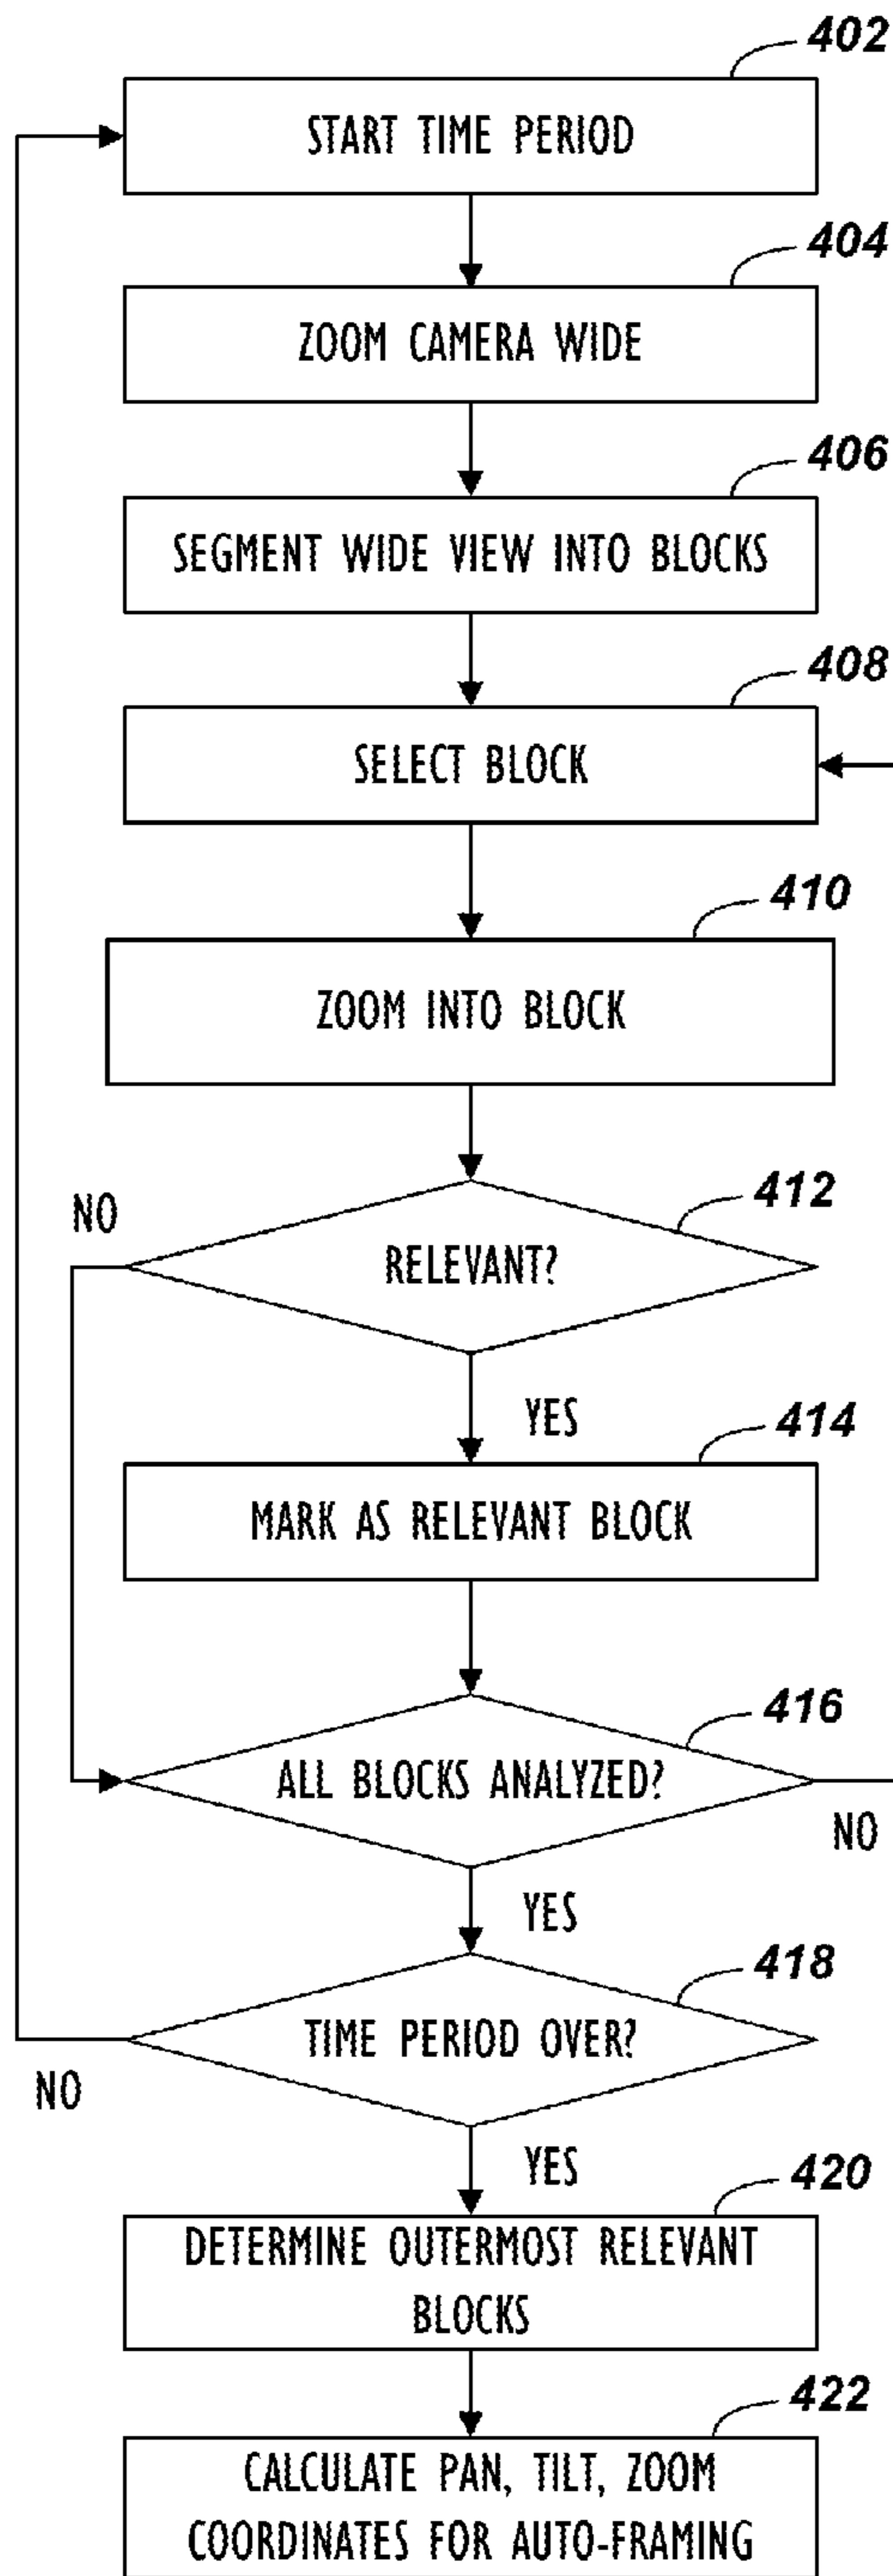 402
START TIME PERIOD
404
ZOOM CAMERA WIDE
406
SEGMENT WIDE VIEW INTO BLOCKS
408
SELECT BLOCK
410
ZOOM INTO BLOCK
412
NO
RELEVANT?
YES
414
MARK AS RELEVANT BLOCK
416
ALL BLOCKS ANALYZED?
NO
YES
418
TIME PERIOD OVER?
NO
YES
420
DETERMINE OUTERMOST RELEVANT
BLOCKS
422
CALCULATE PAN, TILT, ZOOM
COORDINATES FOR AUTO-FRAMING